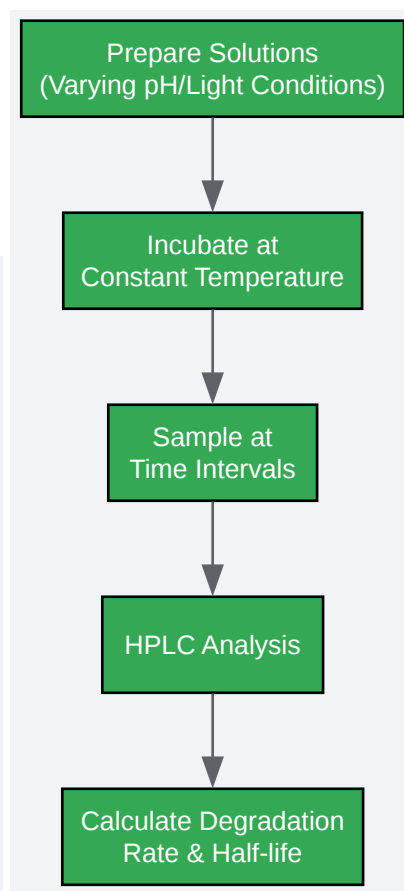 Prepare Solutions
(Varying pH/Light Conditions)
Incubate at
Constant Temperature
Sample at
Time Intervals
HPLC Analysis
Calculate Degradation
Rate & Half-life